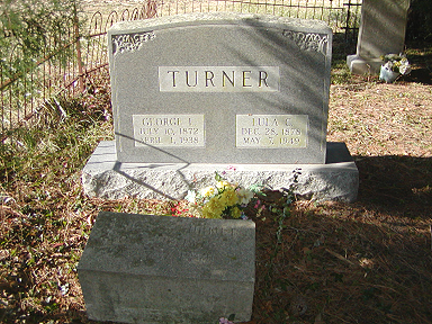 TURNER
GEORGE L.
JULY 10, 1872
APRIL 1, 1938
LULA C.
DEC. 28, 1878
MAY 7, 1949